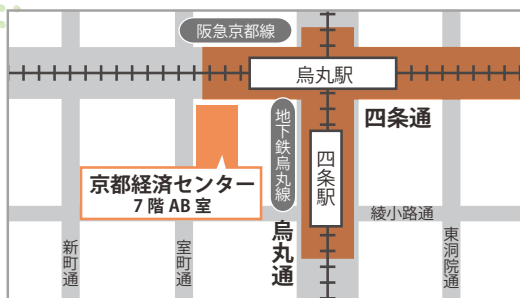 阪急京都線
烏丸駅
四条通
地下鉄烏丸線
四条駅
京都経済センター
7 階 AB 室
綾小路通
烏丸通
新町通
室町通
東洞院通